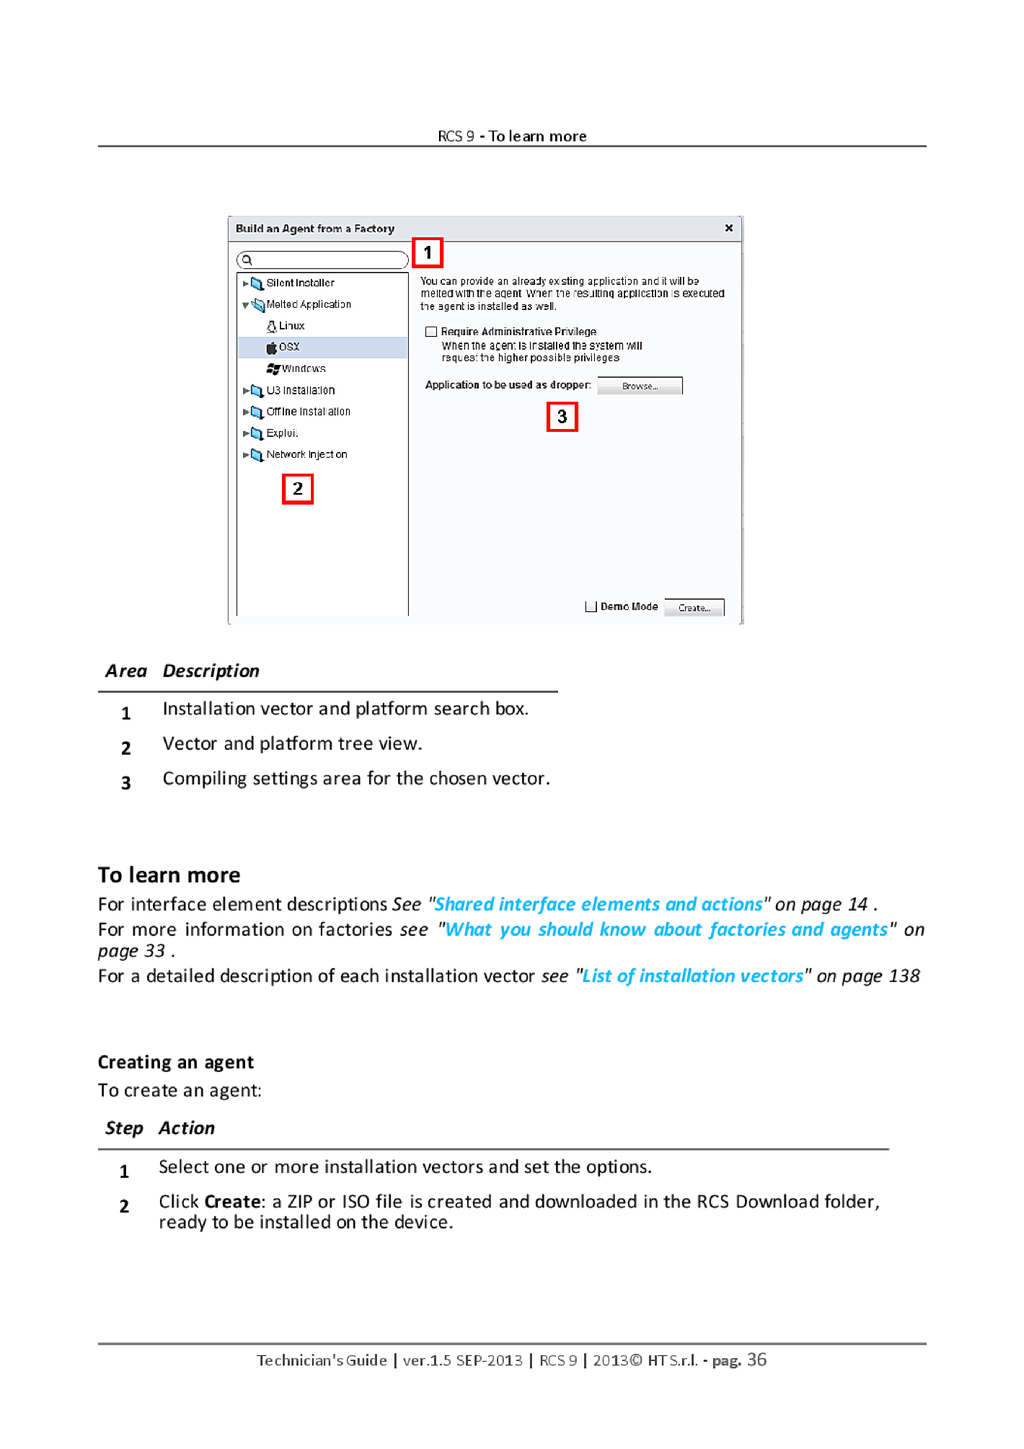 RCS 9 - To learn more
Build an Agent from a Factory
1
Silent Installer
Melted Application
Linux
OSX
Windows
U3 Installation
Offline Installation
Exploit
Network Injection
2
You can provide an already existing application and it will be
melted with the agent. When the resulting application is executed
the agent is installed as well.
Require Administrative Privilege
When the agent is installed the system will
request the higher possible privileges
Application to be used as dropper: Browse...
3
Demo Mode Create...
Area Description
1 Installation vector and platform search box.
2 Vector and platform tree view.
3 Compiling settings area for the chosen vector.
To learn more
For interface element descriptions See "Shared interface elements and actions" on page 14 .
For more information on factories see "What you should know about factories and agents" on
page 33 .
For a detailed description of each installation vector see "List of installation vectors" on page 138
Creating an agent
To create an agent:
Step Action
1 Select one or more installation vectors and set the options.
2 Click Create: a ZIP or ISO file is created and downloaded in the RCS Download folder,
ready to be installed on the device.
Technician's Guide | ver.1.5 SEP-2013 | RCS 9 | 2013© HT S.r.l. - pag. 36